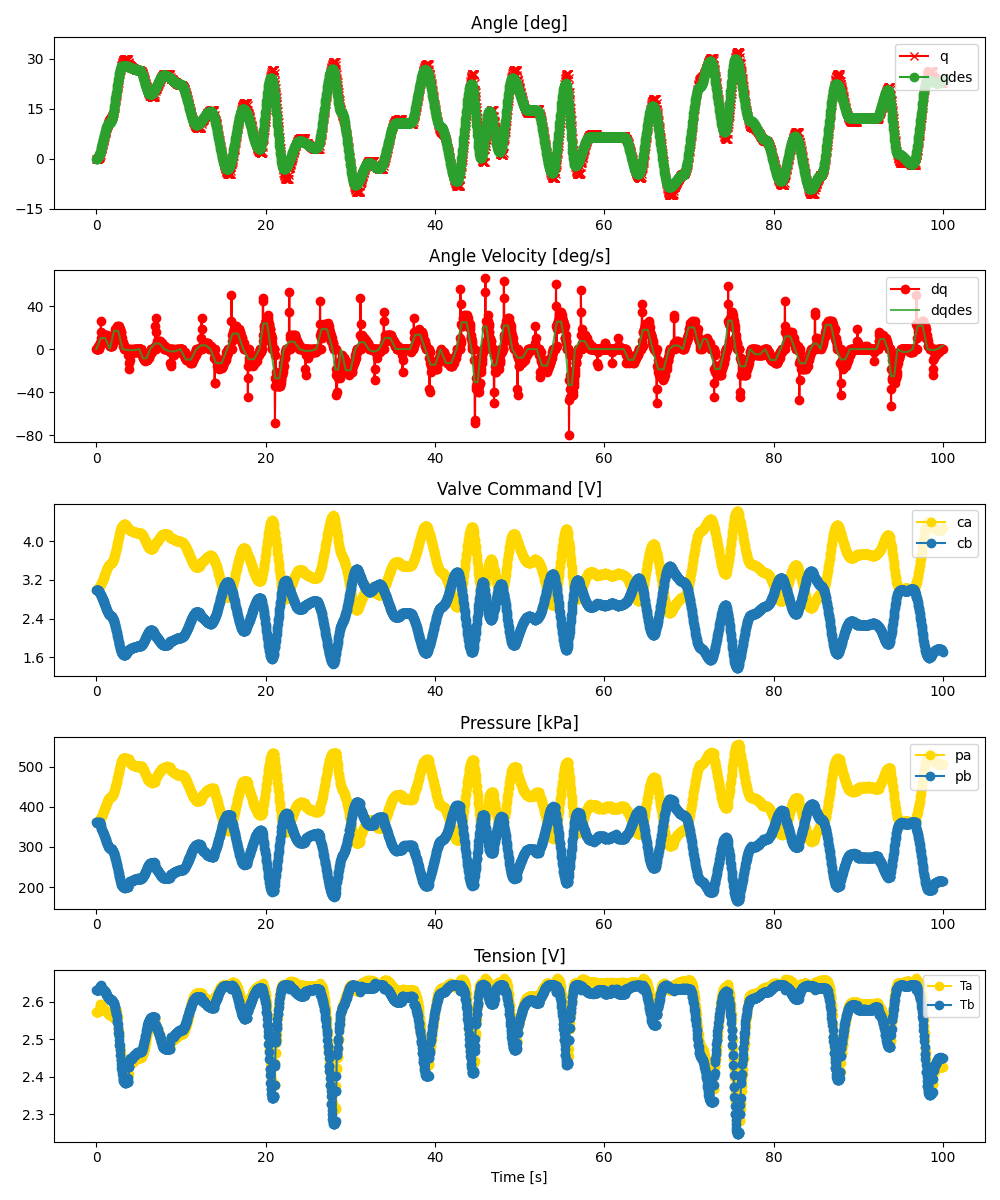 Angle [deg]
30
15
0
−15
q
qdes
0 20 40 60 80 100
Angle Velocity [deg/s]
40
0
−40
−80
dq
dqdes
0 20 40 60 80 100
Valve Command [V]
4.0
3.2
2.4
1.6
ca
cb
0 20 40 60 80 100
Pressure [kPa]
500
400
300
200
pa
pb
0 20 40 60 80 100
Tension [V]
2.6
2.5
2.4
2.3
Ta
Tb
0 20 40 60 80 100
Time [s]